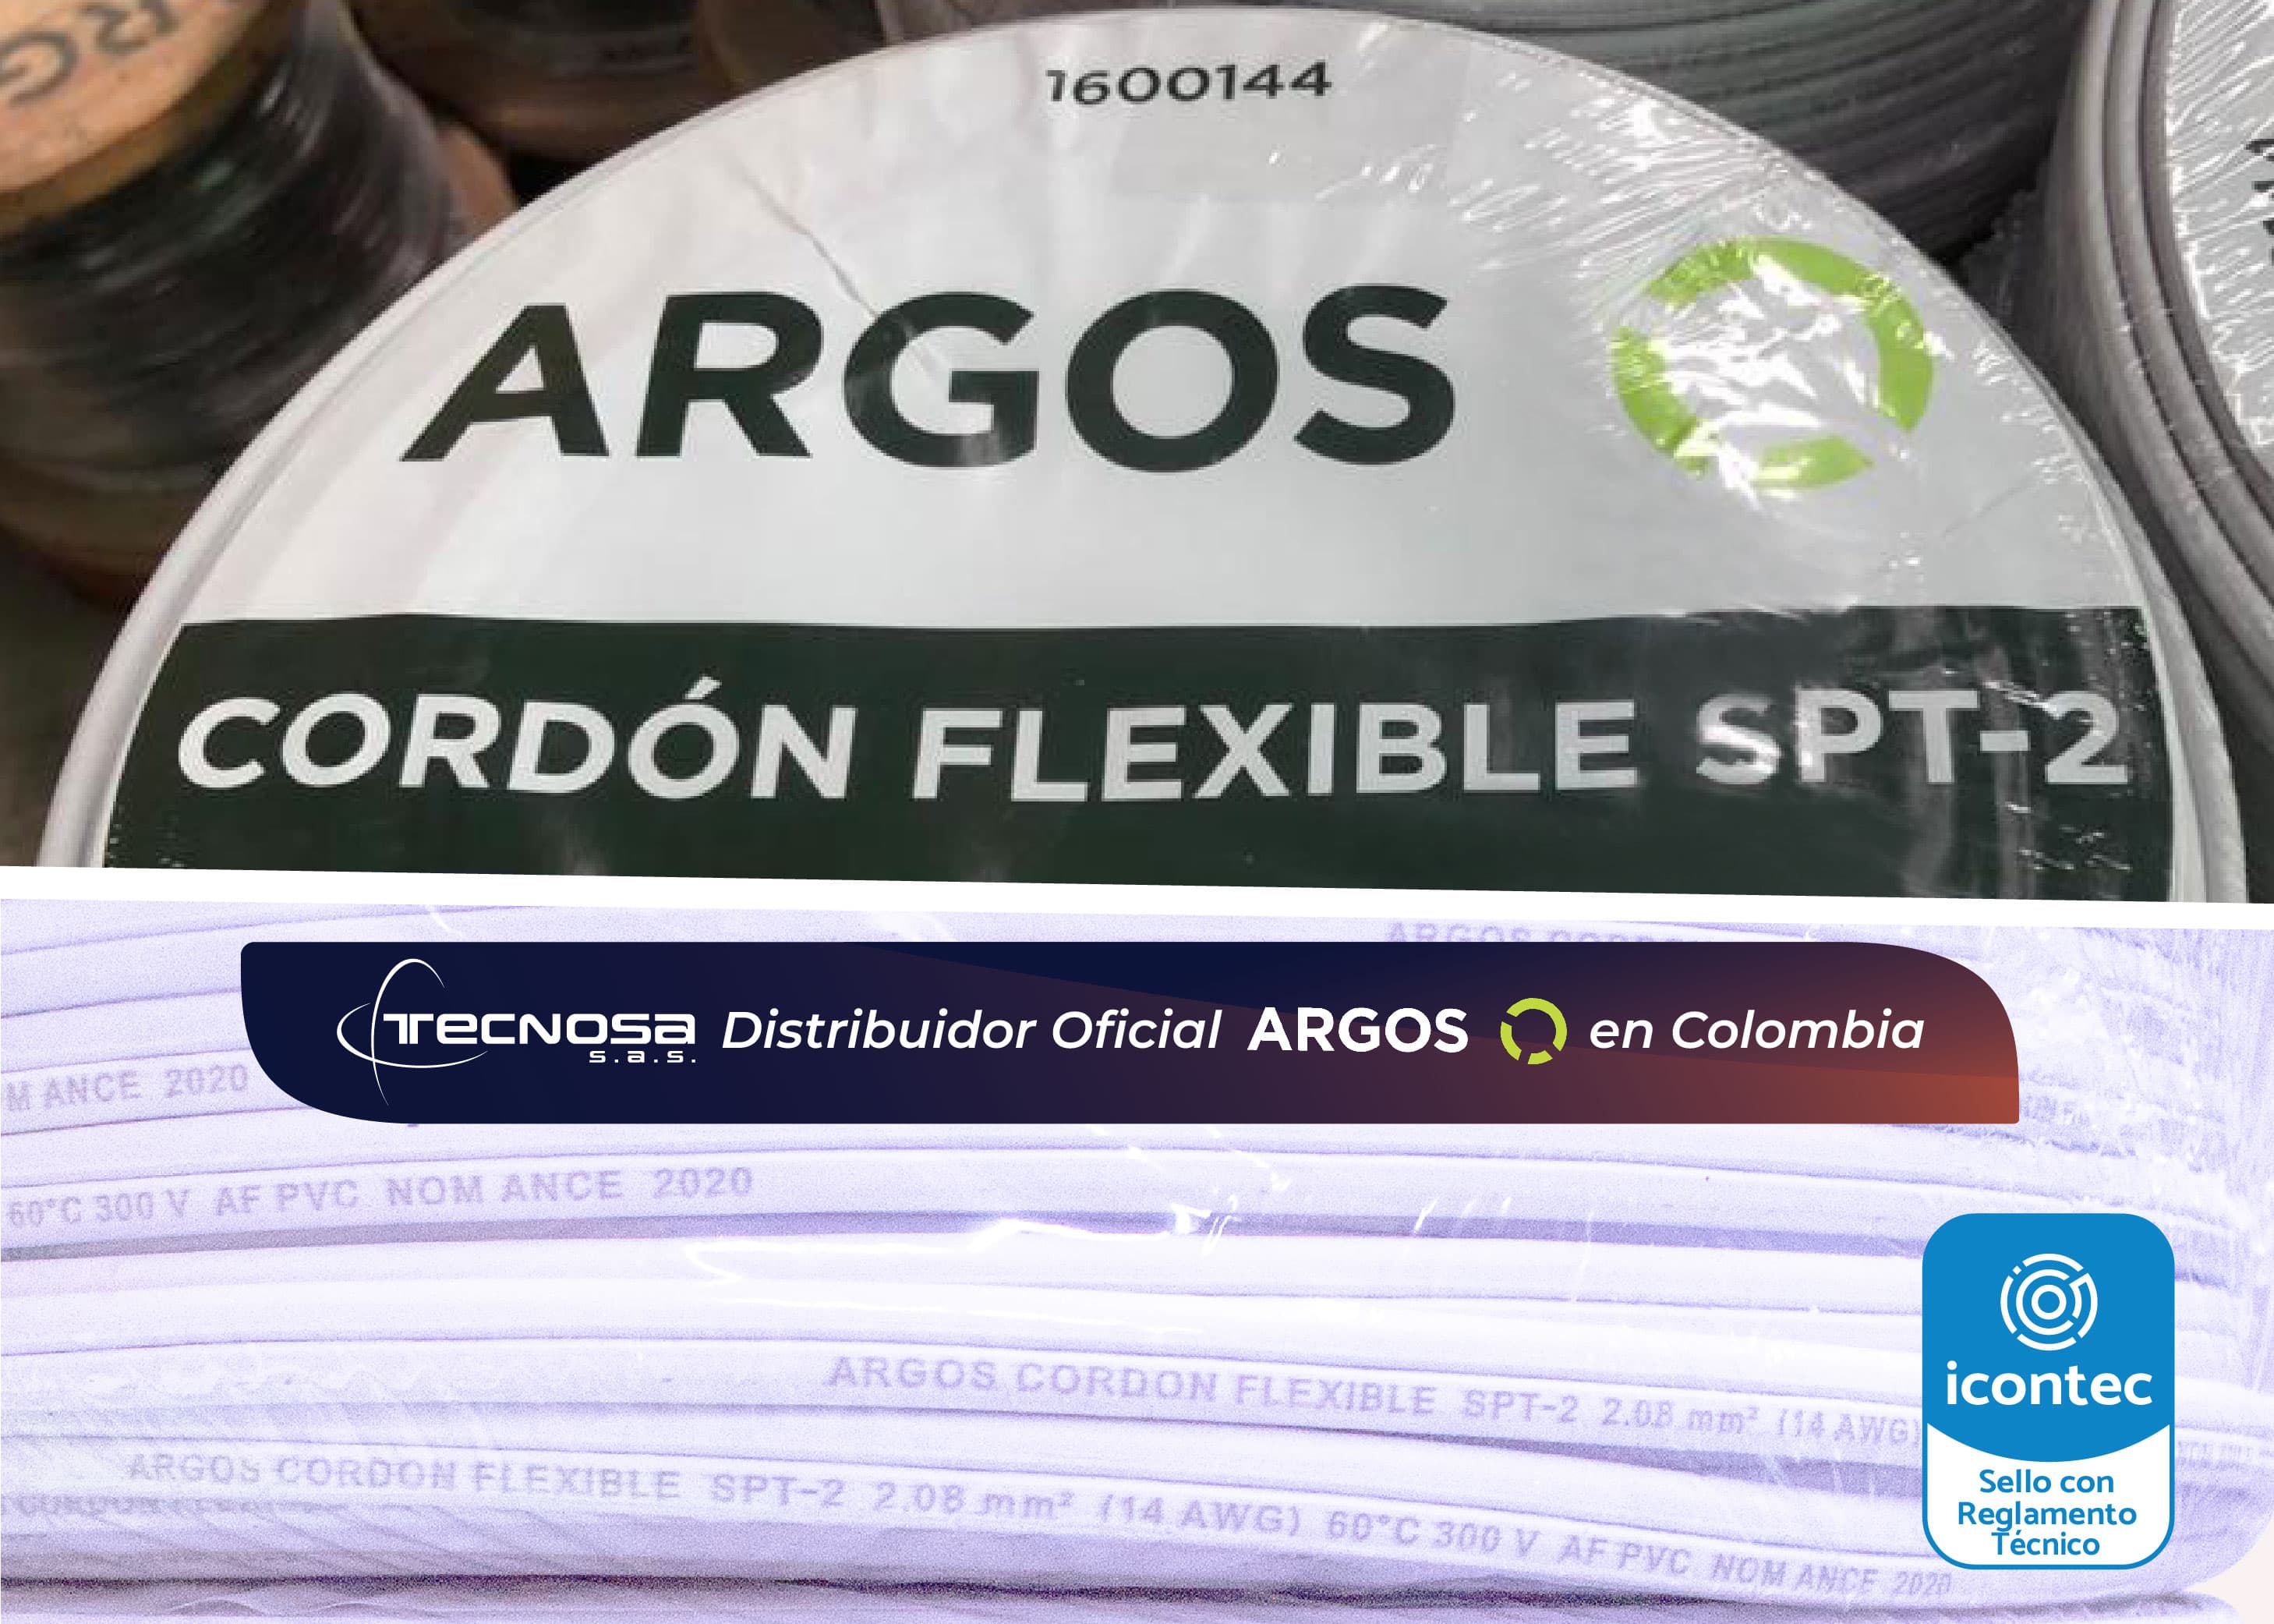 1600144
ARGOS
CORDÓN FLEXIBLE SPT-2
TECNOSA s.a.s. Distribuidor Oficial ARGOS en Colombia
M ANCE 2020
60°C 300 V AF PVC NOM ANCE 2020
ARGOS CORDON FLEXIBLE SPT-2 2.08 mm² (14 AWG)
ARGOS CORDON FLEXIBLE SPT-2 2.08 mm² (14 AWG) 60°C 300 V AF PVC NOM ANCE 2020
icontec
Sello con
Reglamento
Técnico